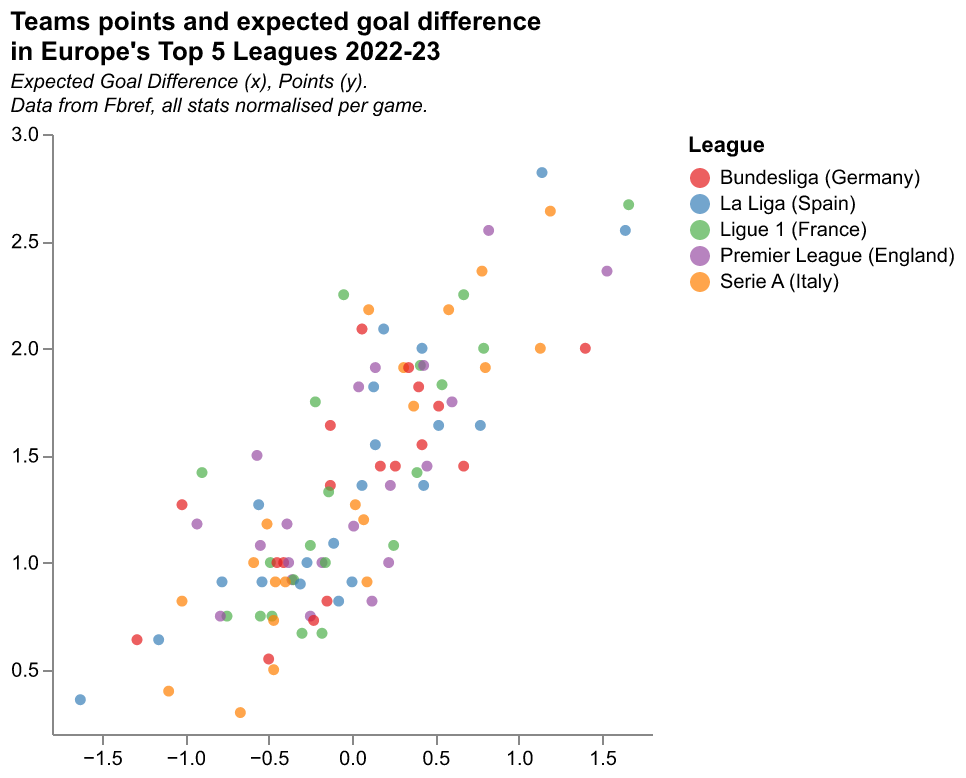 Teams points and expected goal difference
in Europe's Top 5 Leagues 2022-23
Expected Goal Difference (x), Points (y).
Data from Fbref, all stats normalised per game.
3.0
2.5
2.0
1.5
1.0
0.5
−1.5 −1.0 −0.5 0.0 0.5 1.0 1.5
League
Bundesliga (Germany)
La Liga (Spain)
Ligue 1 (France)
Premier League (England)
Serie A (Italy)